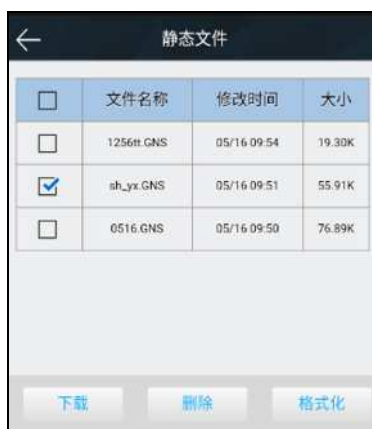 静态文件
文件名称 修改时间 大小
1256tt.GNS 05/16 09:54 19.30K
sh_yx.GNS 05/16 09:51 55.91K
0516.GNS 05/16 09:50 76.89K
下载 删除 格式化